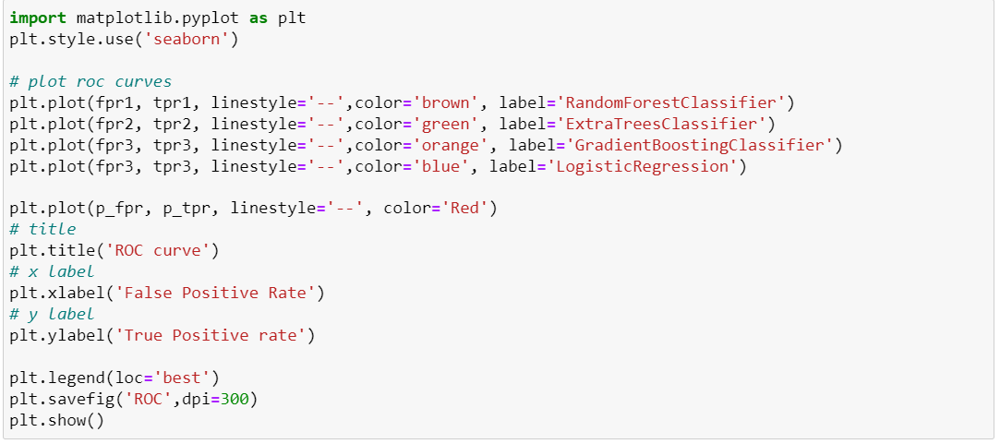 import matplotlib.pyplot as plt
plt.style.use('seaborn')
# plot roc curves
plt.plot(fpr1, tpr1, linestyle='--',color='brown', label='RandomForestClassifier')
plt.plot(fpr2, tpr2, linestyle='--',color='green', label='ExtraTreesClassifier')
plt.plot(fpr3, tpr3, linestyle='--',color='orange', label='GradientBoostingClassifier')
plt.plot(fpr3, tpr3, linestyle='--',color='blue', label='LogisticRegression')
plt.plot(p_fpr, p_tpr, linestyle='--', color='Red')
# title
plt.title('ROC curve')
# x label
plt.xlabel('False Positive Rate')
# y label
plt.ylabel('True Positive rate')
plt.legend(loc='best')
plt.savefig('ROC',dpi=300)
plt.show()